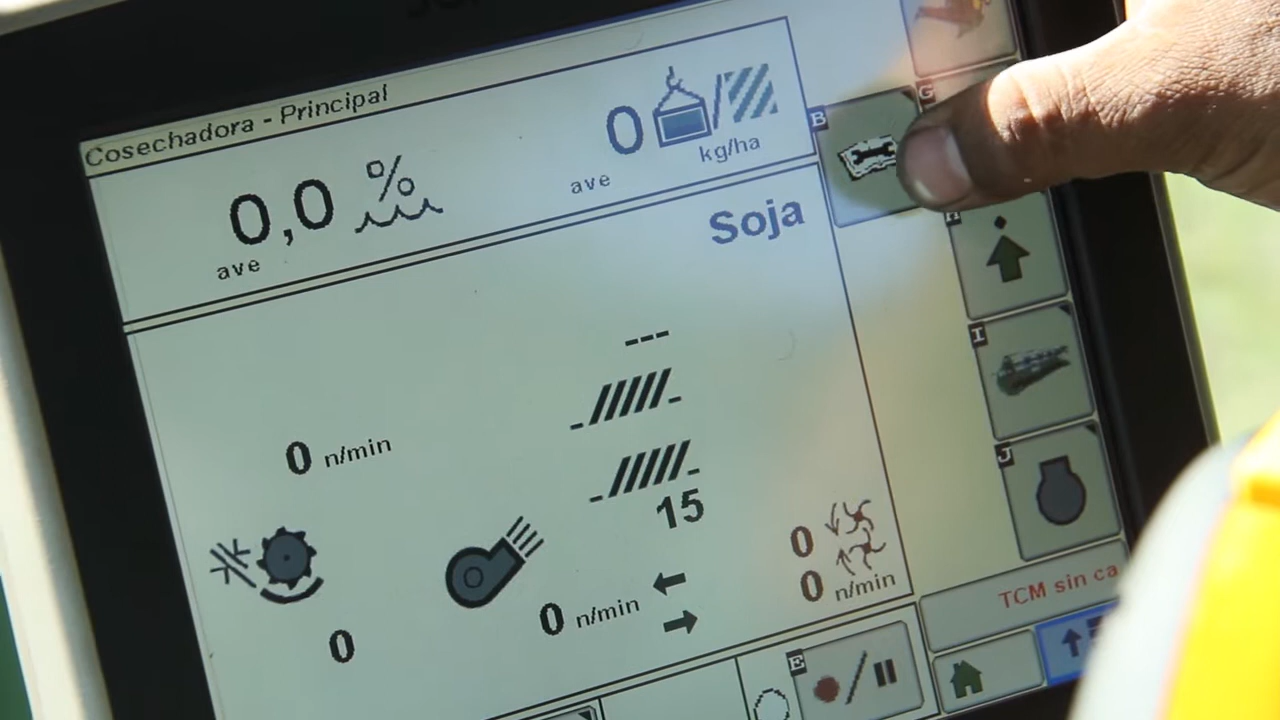 Cosechadora - Principal
0,0 %
ave
0
ave
kg/ha
B
G
Soja
H
---
I
0 n/min
15
J
0
0 n/min
0
0 n/min
TCM sin ca
E